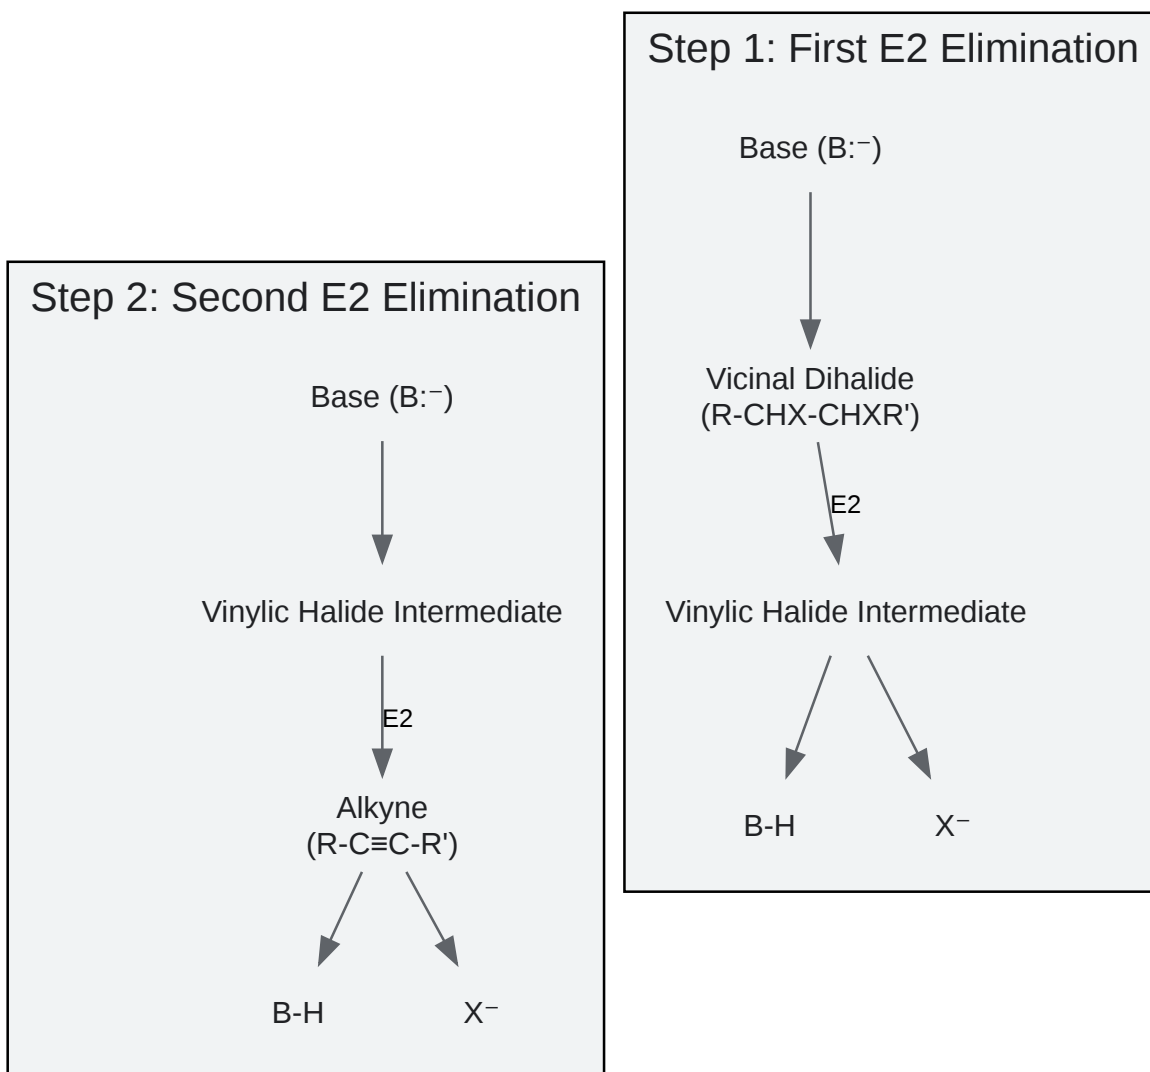 Step 1: First E2 Elimination
Base (B:⁻)
Vicinal Dihalide
(R-CHX-CHXR')
E2
Vinylic Halide Intermediate
B-H
X⁻
Step 2: Second E2 Elimination
Base (B:⁻)
Vinylic Halide Intermediate
E2
Alkyne
(R-C≡C-R')
B-H
X⁻